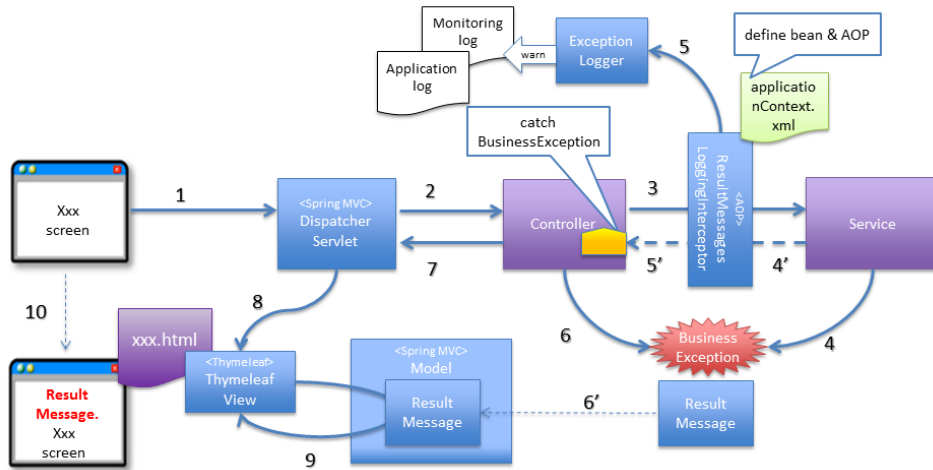 Monitoring
log
Application
log
warn
Exception
Logger
5
define bean & AOP
applicatio
nContext.
xml
catch
BusinessException
Xxx
screen
1
<Spring MVC>
Dispatcher
Servlet
2
7
Controller
3
5’
<AOP>
ResultMessages
LoggingInterceptor
4’
Service
10
8
6
Business
Exception
4
xxx.html
<Thymeleaf>
Thymeleaf
View
<Spring MVC>
Model
Result
Message
6’
Result
Message
9
Result
Message.
Xxx
screen